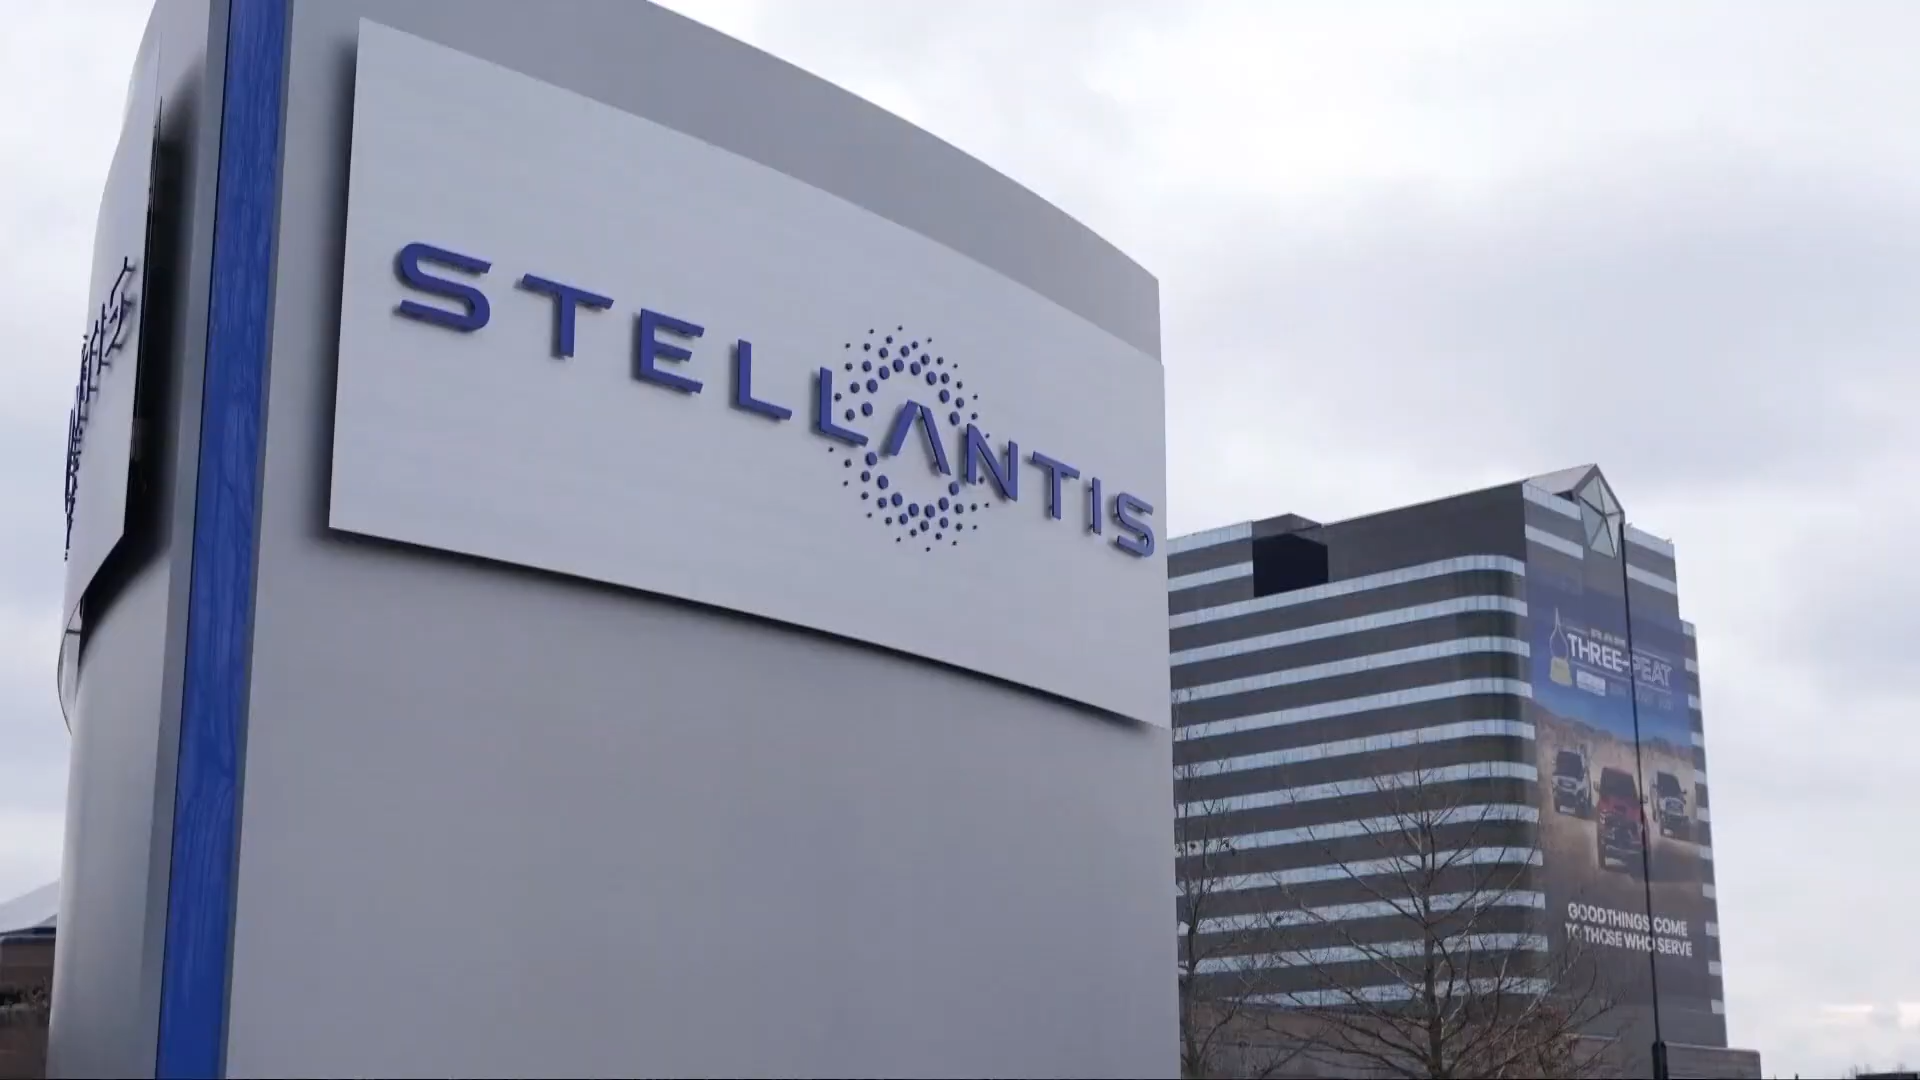 STELLANTIS
THREE-PEAT
GOOD THINGS COME
TO THOSE WHO SERVE